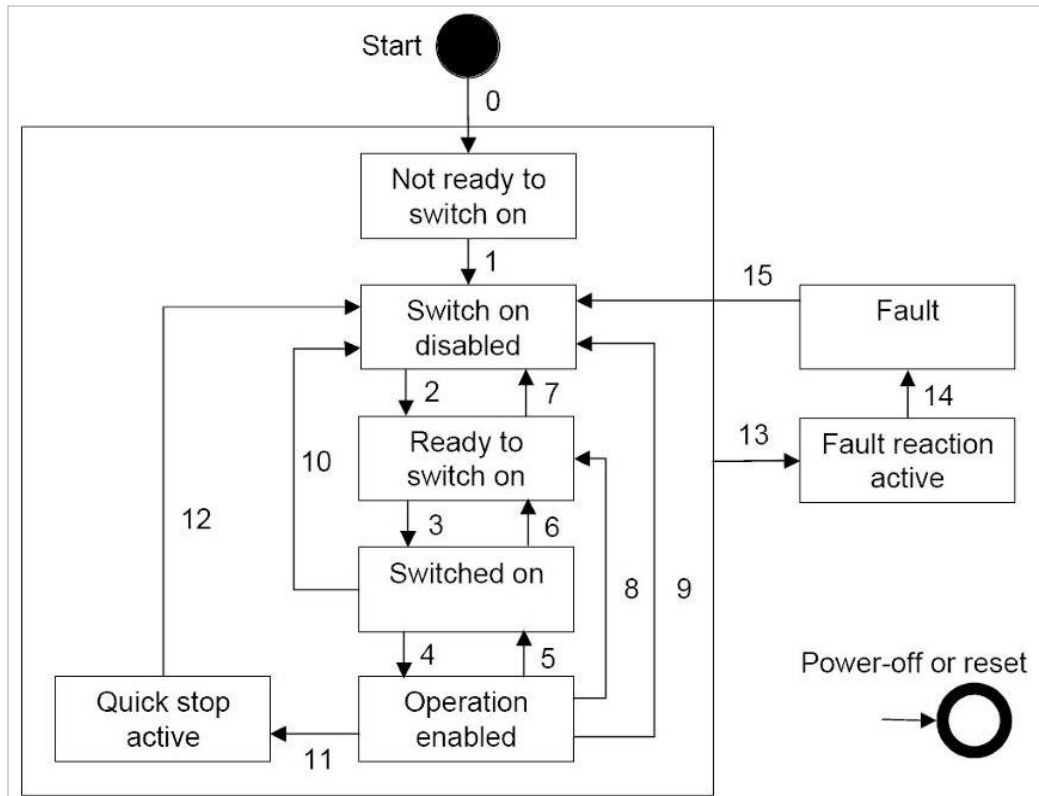 Start
0
Not ready to
switch on
1
15
Switch on
disabled
Fault
2
7
14
Ready to
switch on
13
Fault reaction
active
10
12
3
6
Switched on
8
9
4
5
Power-off or reset
Quick stop
active
Operation
enabled
11